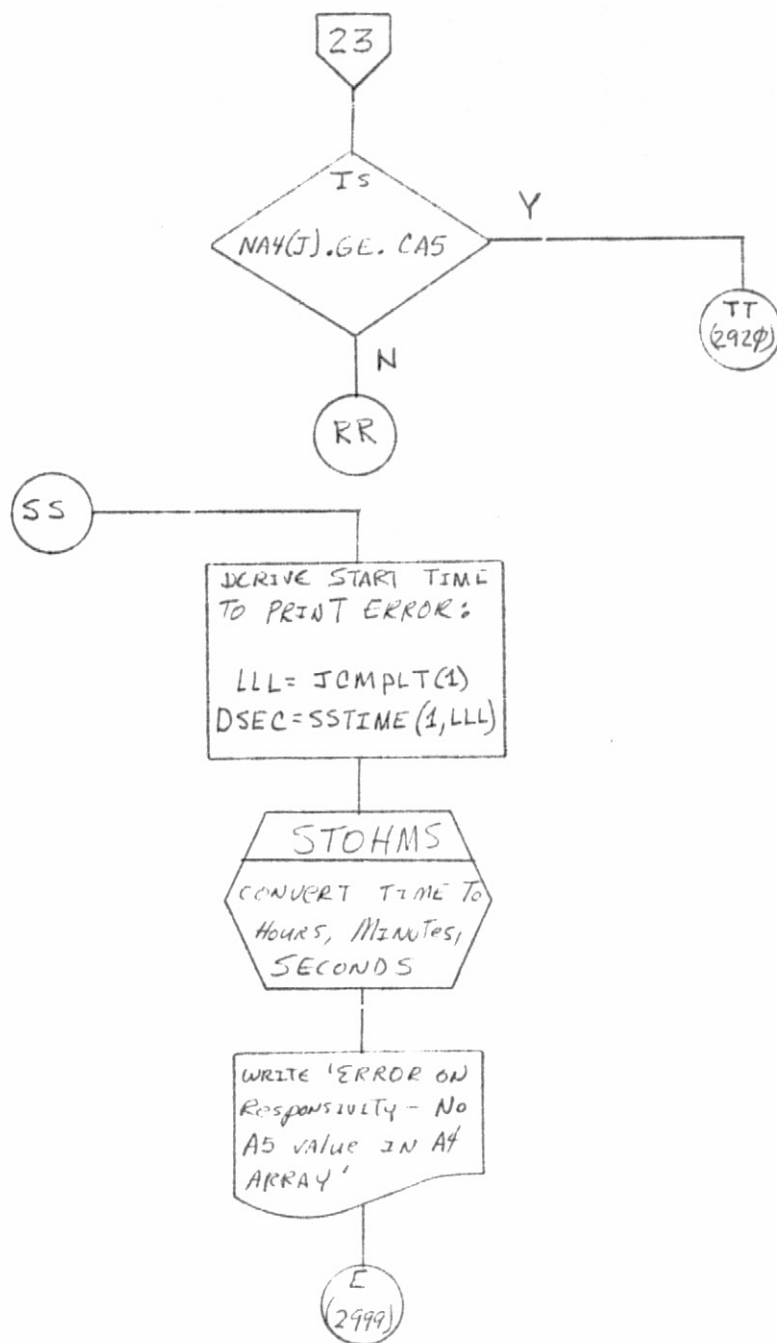 23
Is
NA4(J).GE. CA5
Y
TT
(292φ)
N
RR
SS
DERIVE START TIME
TO PRINT ERROR:
LLL= JCMPLT(1)
DSEC=SSTIME(1,LLL)
STOHMS
CONVERT TIME TO
HOURS, MINUTES,
SECONDS
WRITE 'ERROR ON
RESPONSIVITY - NO
A5 VALUE IN A4
ARRAY'
E
(2999)